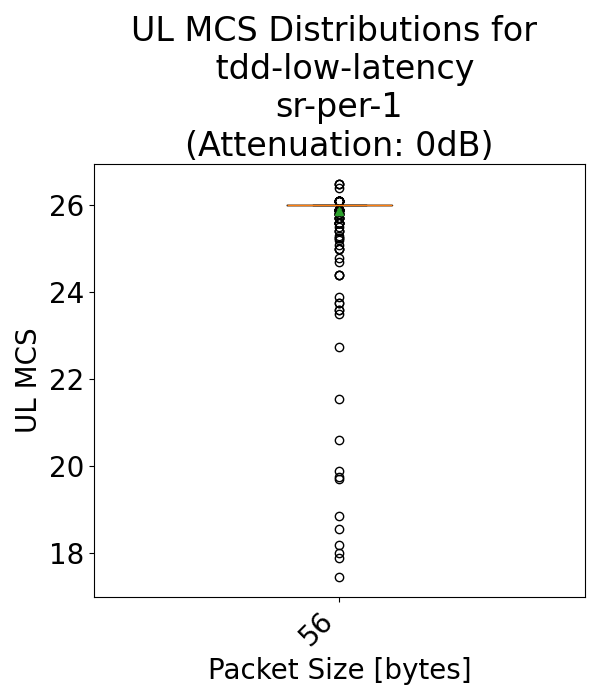 UL MCS Distributions for
tdd-low-latency
sr-per-1
(Attenuation: 0dB)
26
24
22
20
18
UL MCS
56
Packet Size [bytes]